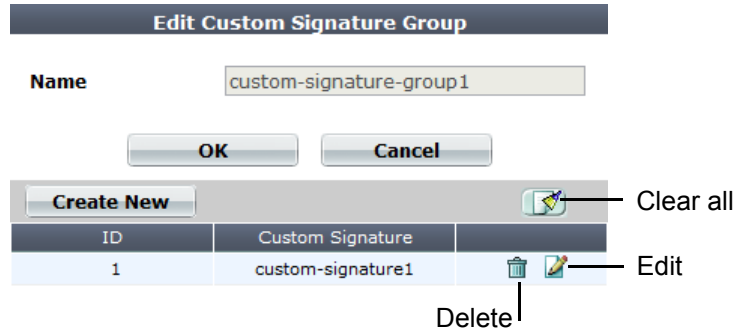 Edit Custom Signature Group
Name custom-signature-group1
OK Cancel
Create New Clear all
ID Custom Signature
1 custom-signature1 Edit
Delete